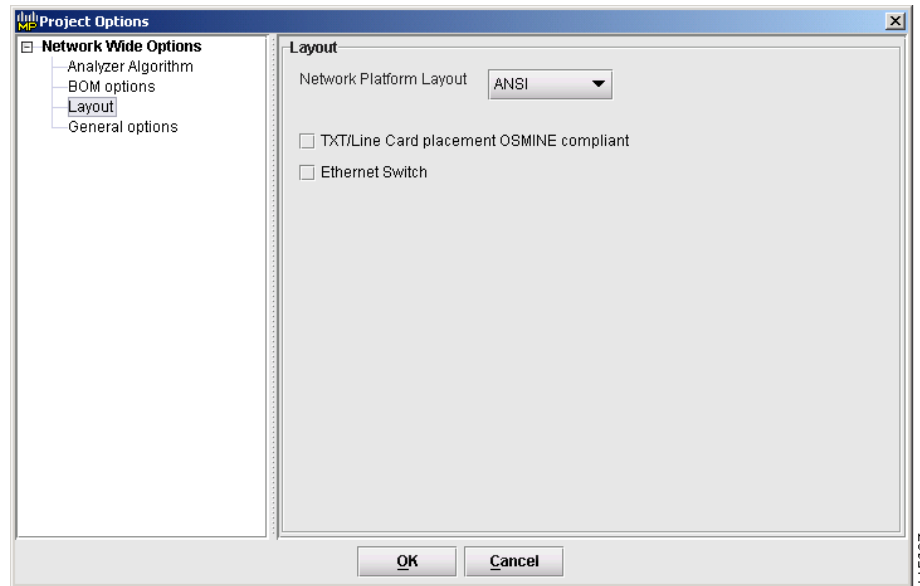 MP Project Options
Network Wide Options
Analyzer Algorithm
BOM options
Layout
General options
Layout
Network Platform Layout ANSI
TXT/Line Card placement OSMINE compliant
Ethernet Switch
OK Cancel